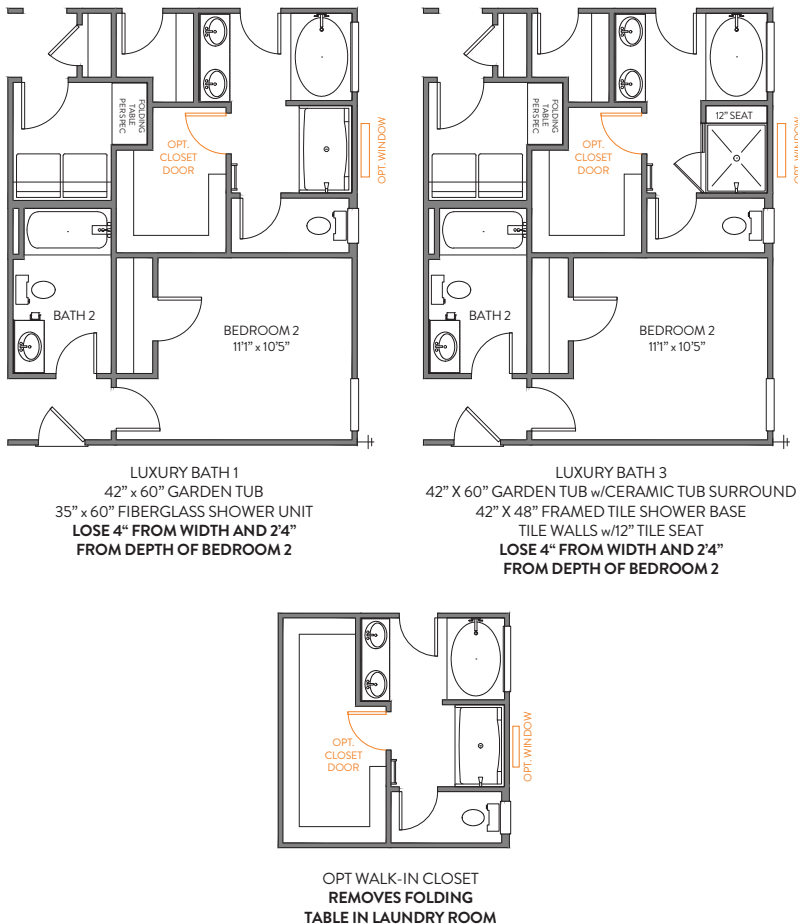 FOLDING
TABLE
PERSPEC
OPT.
CLOSET
DOOR
OPT. WINDOW
BATH 2
BEDROOM 2
11'1" x 10'5"
LUXURY BATH 1
42” x 60” GARDEN TUB
35” x 60” FIBERGLASS SHOWER UNIT
LOSE 4“ FROM WIDTH AND 2’4”
FROM DEPTH OF BEDROOM 2
FOLDING
TABLE
PERSPEC
12” SEAT
OPT.
CLOSET
DOOR
OPT. WINDOW
BATH 2
BEDROOM 2
11'1" x 10'5"
LUXURY BATH 3
42” X 60” GARDEN TUB w/CERAMIC TUB SURROUND
42” X 48” FRAMED TILE SHOWER BASE
TILE WALLS w/12” TILE SEAT
LOSE 4“ FROM WIDTH AND 2’4”
FROM DEPTH OF BEDROOM 2
OPT.
CLOSET
DOOR
OPT. WINDOW
OPT WALK-IN CLOSET
REMOVES FOLDING
TABLE IN LAUNDRY ROOM